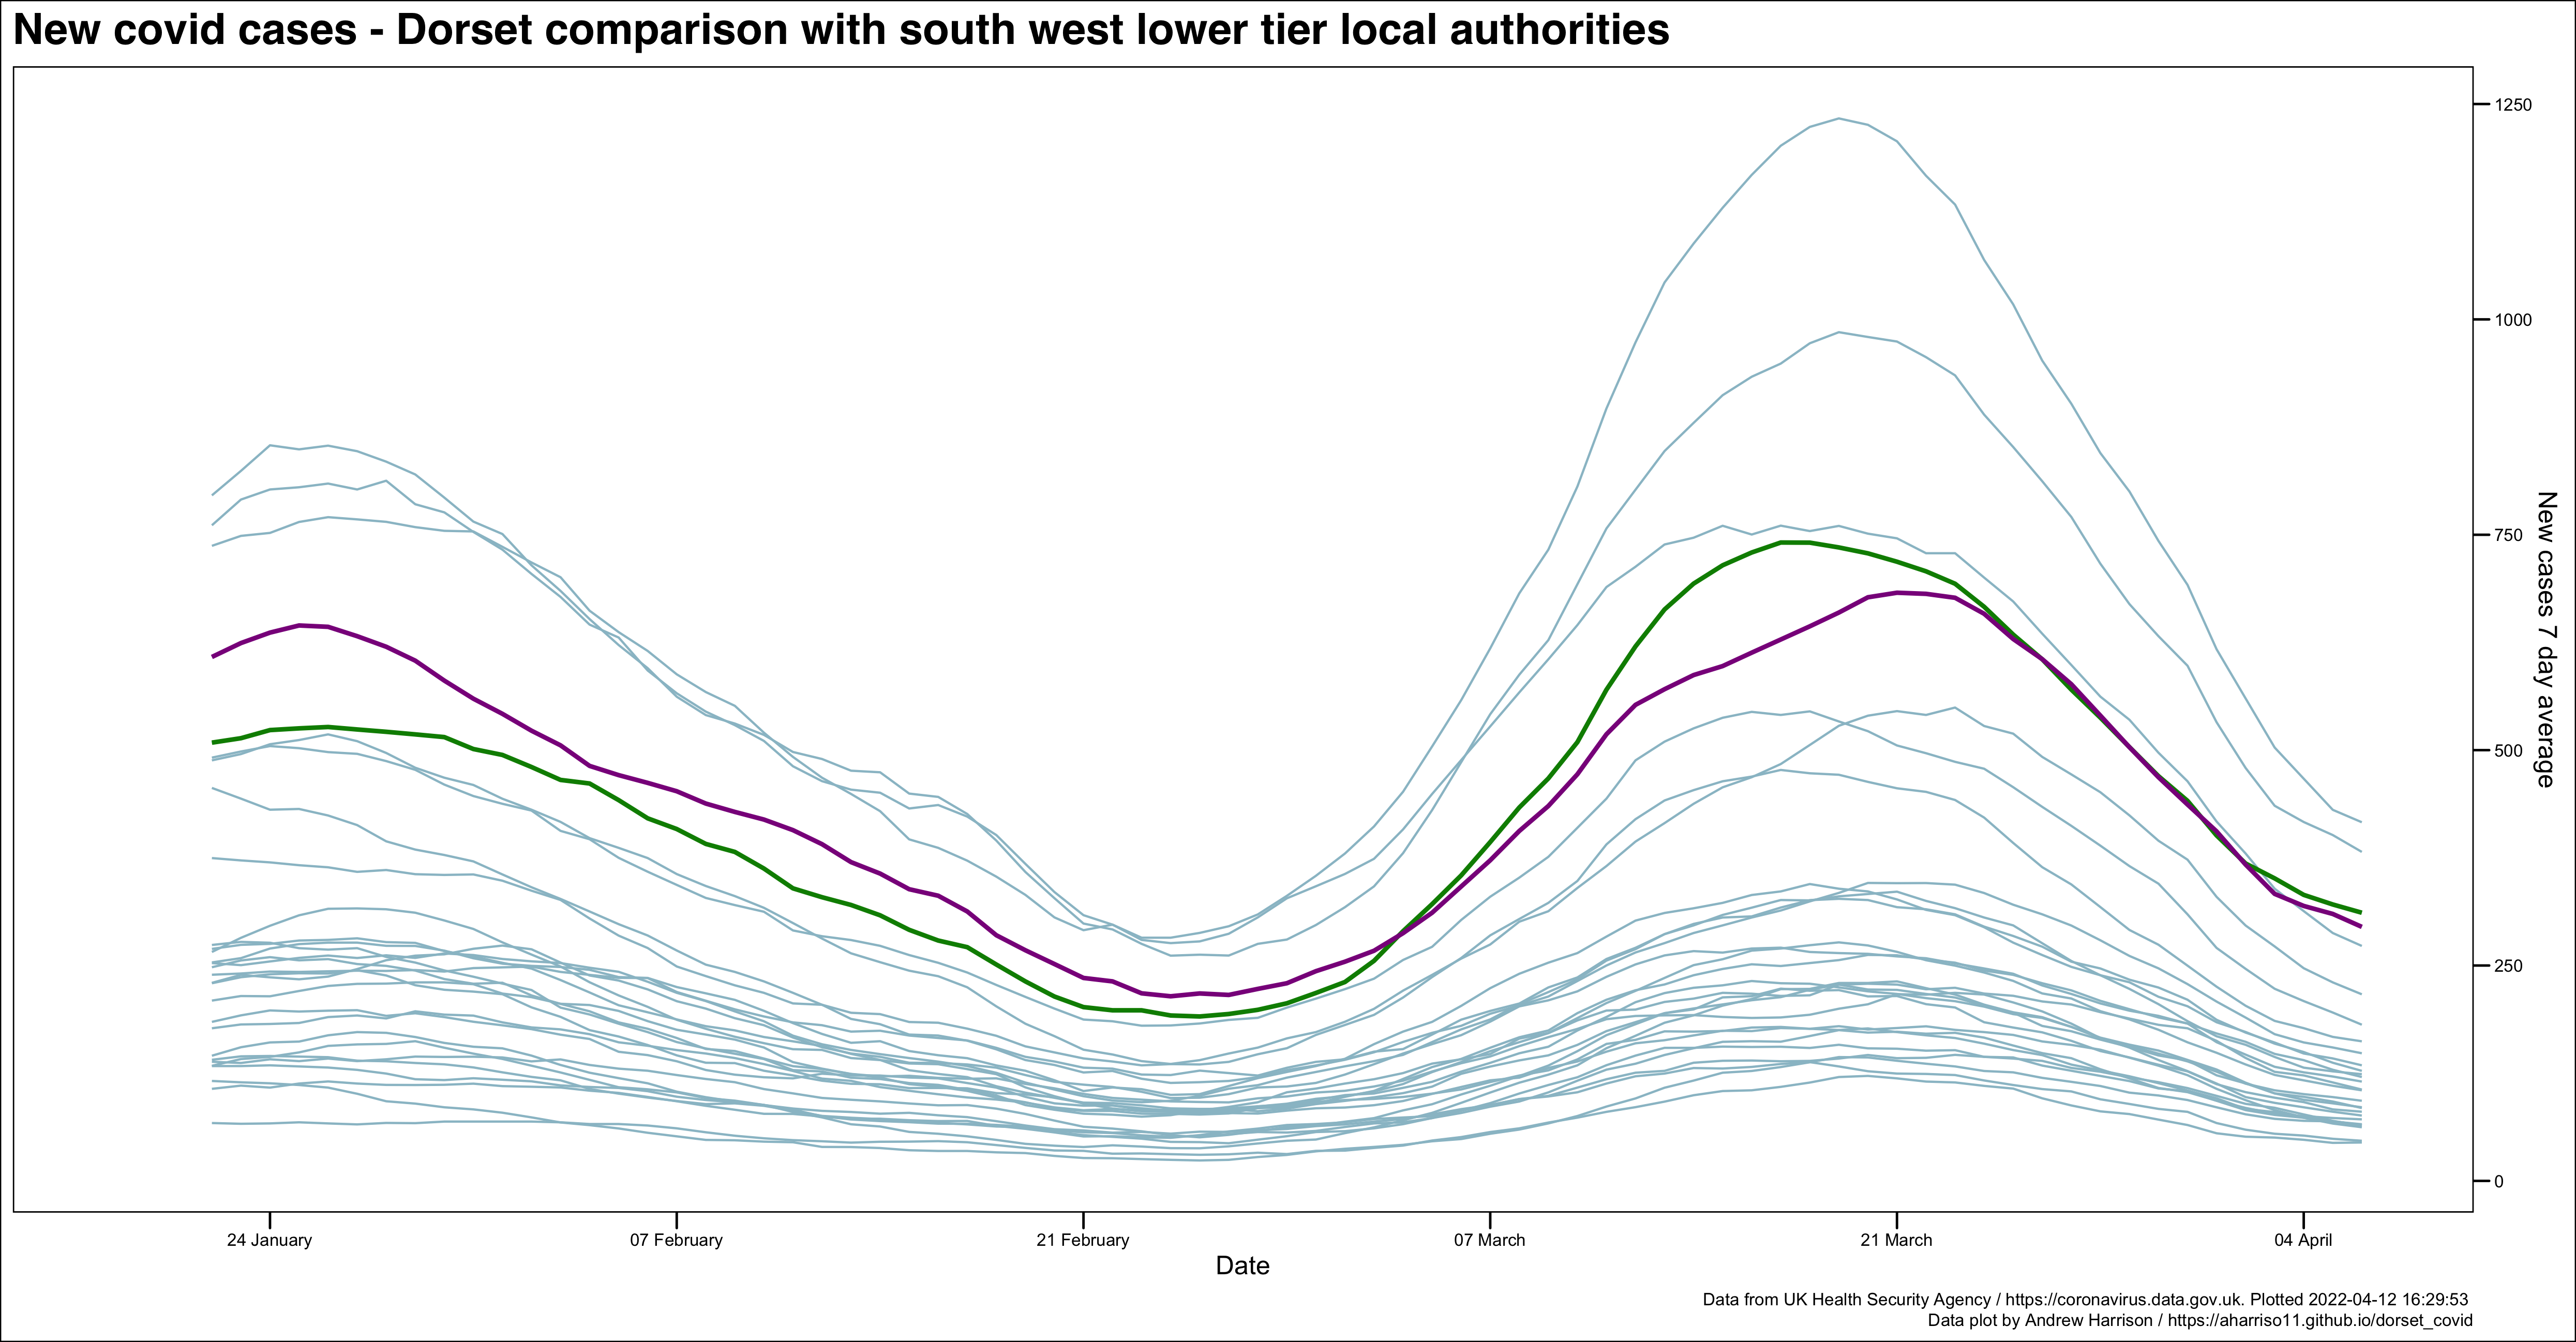 New covid cases - Dorset comparison with south west lower tier local authorities
1250
1000
750
500
250
0
New cases 7 day average
24 January
07 February
21 February
07 March
21 March
04 April
Date
Data from UK Health Security Agency / https://coronavirus.data.gov.uk. Plotted 2022-04-12 16:29:53
Data plot by Andrew Harrison / https://aharriso11.github.io/dorset_covid